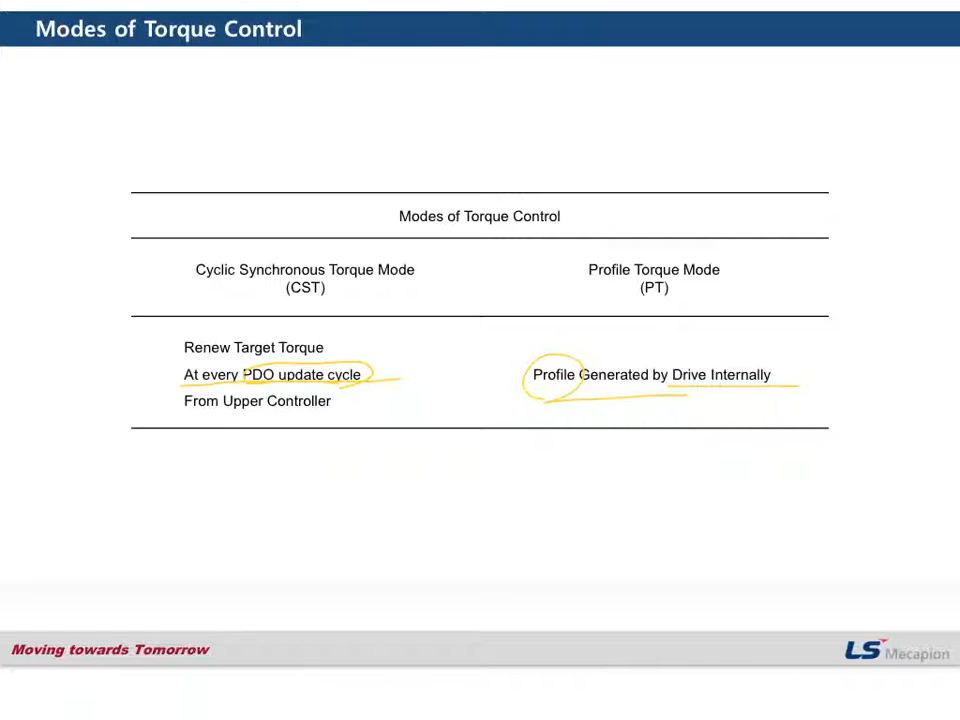 Modes of Torque Control
Modes of Torque Control
Cyclic Synchronous Torque Mode
(CST)
Profile Torque Mode
(PT)
Renew Target Torque
At every PDO update cycle
From Upper Controller
Profile Generated by Drive Internally
Moving towards Tomorrow
LS Mecapion